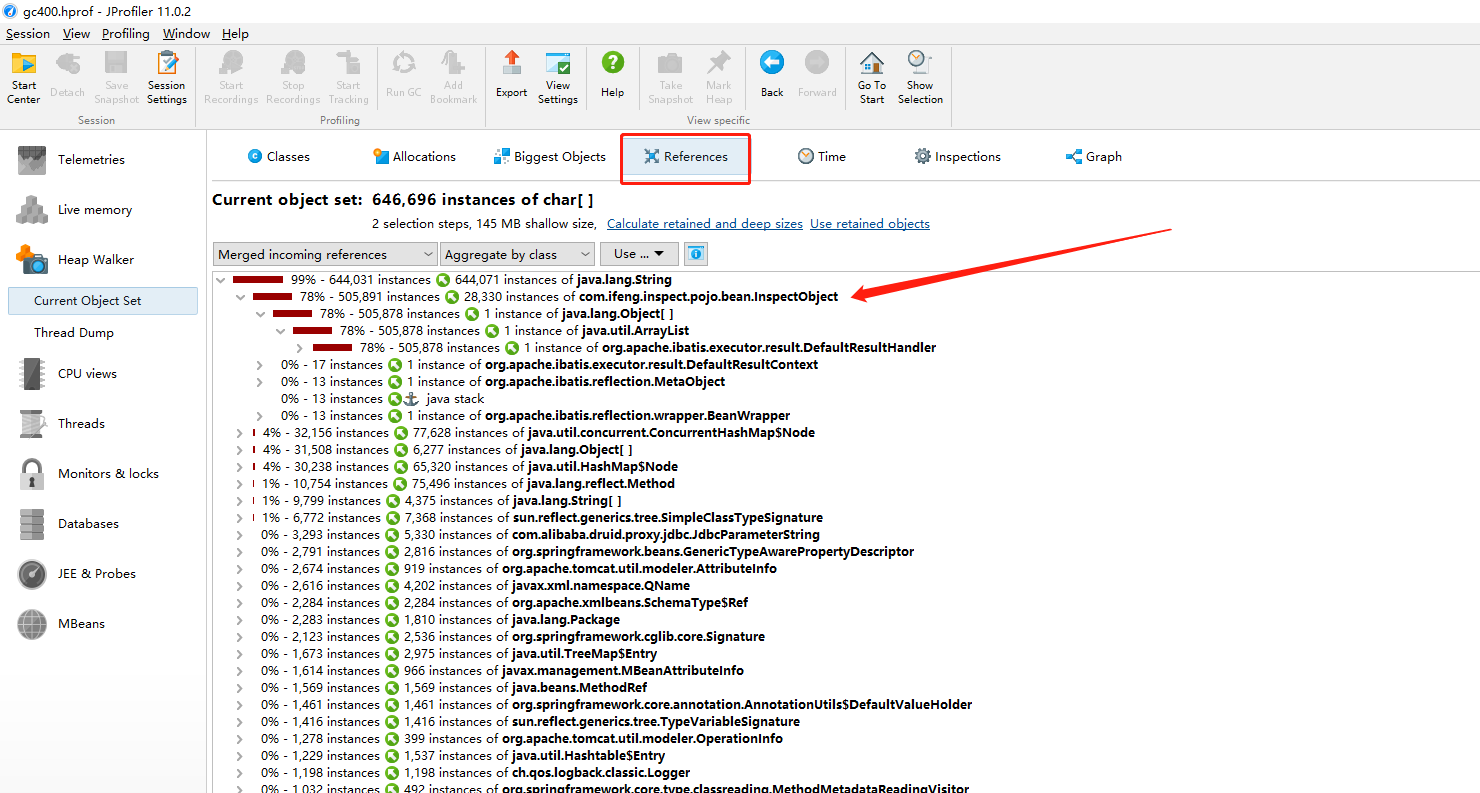 gc400.hprof - JProfiler 11.0.2
Session View Profiling Window Help
Start Center Detach Save Snapshot Session Settings Start Recordings Stop Recordings Start Tracking Run GC Add Bookmark Export View Settings Help Take Snapshot Mark Heap Back Forward Go To Start Show Selection
Session Profiling View specific
Telemetries
Live memory
Heap Walker
Current Object Set
Thread Dump
CPU views
Threads
Monitors & locks
Databases
JEE & Probes
MBeans
Classes Allocations Biggest Objects References Time Inspections Graph
Current object set: 646,696 instances of char[ ]
2 selection steps, 145 MB shallow size, Calculate retained and deep sizes Use retained objects
Merged incoming references Aggregate by class Use ...
99% - 644,031 instances 644,071 instances of java.lang.String
78% - 505,891 instances 28,330 instances of com.ifeng.inspect.pojo.bean.InspectObject
78% - 505,878 instances 1 instance of java.lang.Object[ ]
78% - 505,878 instances 1 instance of java.util.ArrayList
78% - 505,878 instances 1 instance of org.apache.ibatis.executor.result.DefaultResultHandler
0% - 17 instances 1 instance of org.apache.ibatis.executor.result.DefaultResultContext
0% - 13 instances 1 instance of org.apache.ibatis.reflection.MetaObject
0% - 13 instances java stack
0% - 13 instances 1 instance of org.apache.ibatis.reflection.wrapper.BeanWrapper
4% - 32,156 instances 77,628 instances of java.util.concurrent.ConcurrentHashMap$Node
4% - 31,508 instances 6,277 instances of java.lang.Object[ ]
4% - 30,238 instances 65,320 instances of java.util.HashMap$Node
1% - 10,754 instances 75,496 instances of java.lang.reflect.Method
1% - 9,799 instances 4,375 instances of java.lang.String[ ]
1% - 6,772 instances 7,368 instances of sun.reflect.generics.tree.SimpleClassTypeSignature
0% - 3,293 instances 5,330 instances of com.alibaba.druid.proxy.jdbc.JdbcParameterString
0% - 2,791 instances 2,816 instances of org.springframework.beans.GenericTypeAwarePropertyDescriptor
0% - 2,674 instances 919 instances of org.apache.tomcat.util.modeler.AttributeInfo
0% - 2,616 instances 4,202 instances of javax.xml.namespace.QName
0% - 2,284 instances 2,284 instances of org.apache.xmlbeans.SchemaType$Ref
0% - 2,283 instances 1,810 instances of java.lang.Package
0% - 2,123 instances 2,536 instances of org.springframework.cglib.core.Signature
0% - 1,673 instances 2,975 instances of java.util.TreeMap$Entry
0% - 1,614 instances 966 instances of javax.management.MBeanAttributeInfo
0% - 1,569 instances 1,569 instances of java.beans.MethodRef
0% - 1,461 instances 1,461 instances of org.springframework.core.annotation.AnnotationUtils$DefaultValueHolder
0% - 1,416 instances 1,416 instances of sun.reflect.generics.tree.TypeVariableSignature
0% - 1,278 instances 399 instances of org.apache.tomcat.util.modeler.OperationInfo
0% - 1,229 instances 1,537 instances of java.util.Hashtable$Entry
0% - 1,198 instances 1,198 instances of ch.qos.logback.classic.Logger
0% - 1,032 instances 492 instances of org.springframework.core.type.classreading.MethodMetadataReadingVisitor